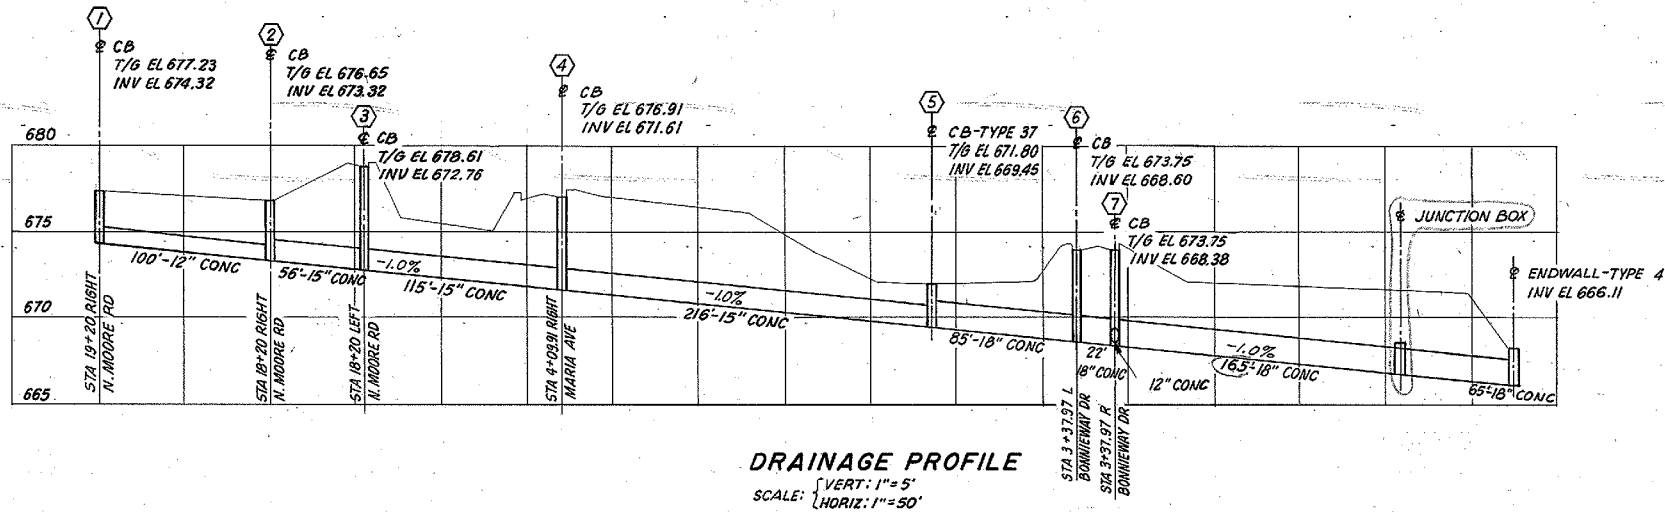 1
CB
T/G EL 677.23
INV EL 674.32
2
CB
T/G EL 676.65
INV EL 673.32
3
CB
T/G EL 678.61
INV EL 672.76
4
CB
T/G EL 676.91
INV EL 671.61
5
CB-TYPE 37
T/G EL 671.80
INV EL 669.45
6
CB
T/G EL 673.75
INV EL 668.60
7
CB
T/G EL 673.75
INV EL 668.38
JUNCTION BOX
ENDWALL-TYPE 4
INV EL 666.11
680
675
670
665
100'-12" CONC
56'-15" CONC
-1.0%
115'-15" CONC
-1.0%
216'-15" CONC
85'-18" CONC
22'
18" CONC
12" CONC
-1.0%
165'-18" CONC
65'-18" CONC
STA 19+20 RIGHT
N. MOORE RD
STA 18+20 RIGHT
N. MOORE RD
STA 18+20 LEFT
N. MOORE RD
STA 4+09.91 RIGHT
MARIA AVE
STA 3+37.97 L
BONNIEWAY DR
STA 3+37.97 R
BONNIEWAY DR
DRAINAGE PROFILE
SCALE: { VERT: 1" = 5'
HORIZ: 1" = 50'